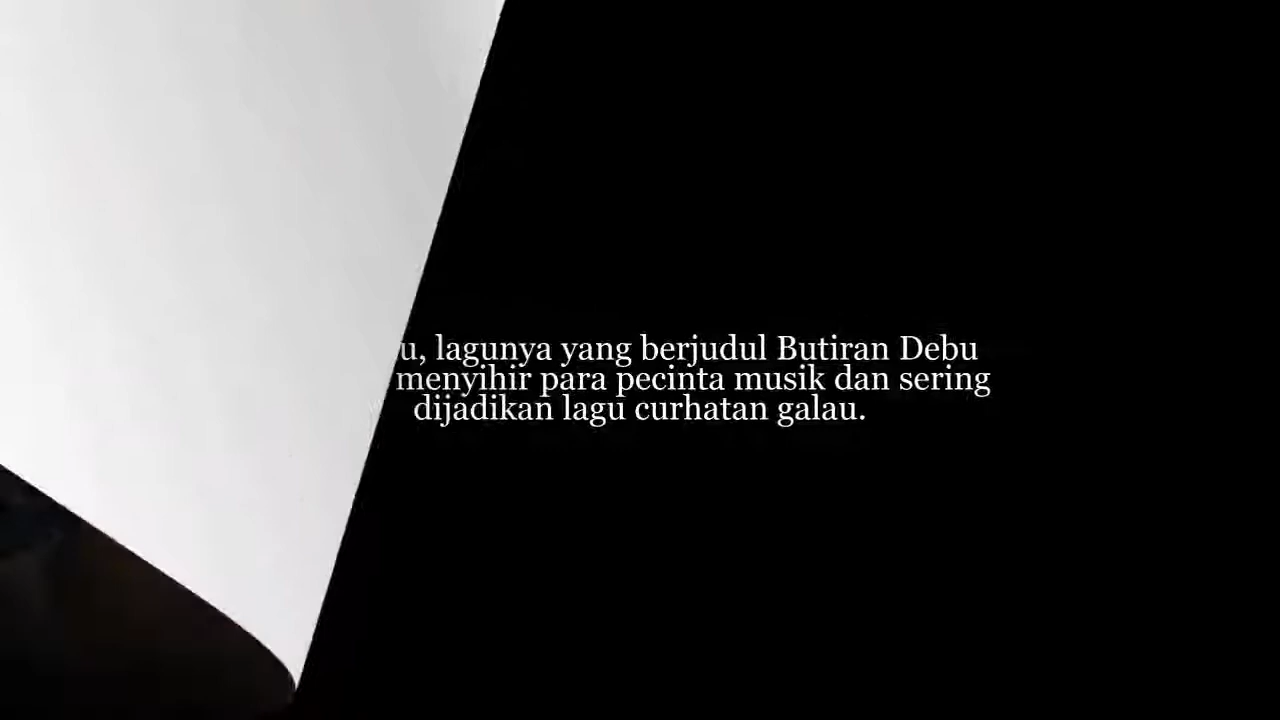 lagunya yang berjudul Butiran Debu
menyihir para pecinta musik dan sering
dijadikan lagu curhatan galau.